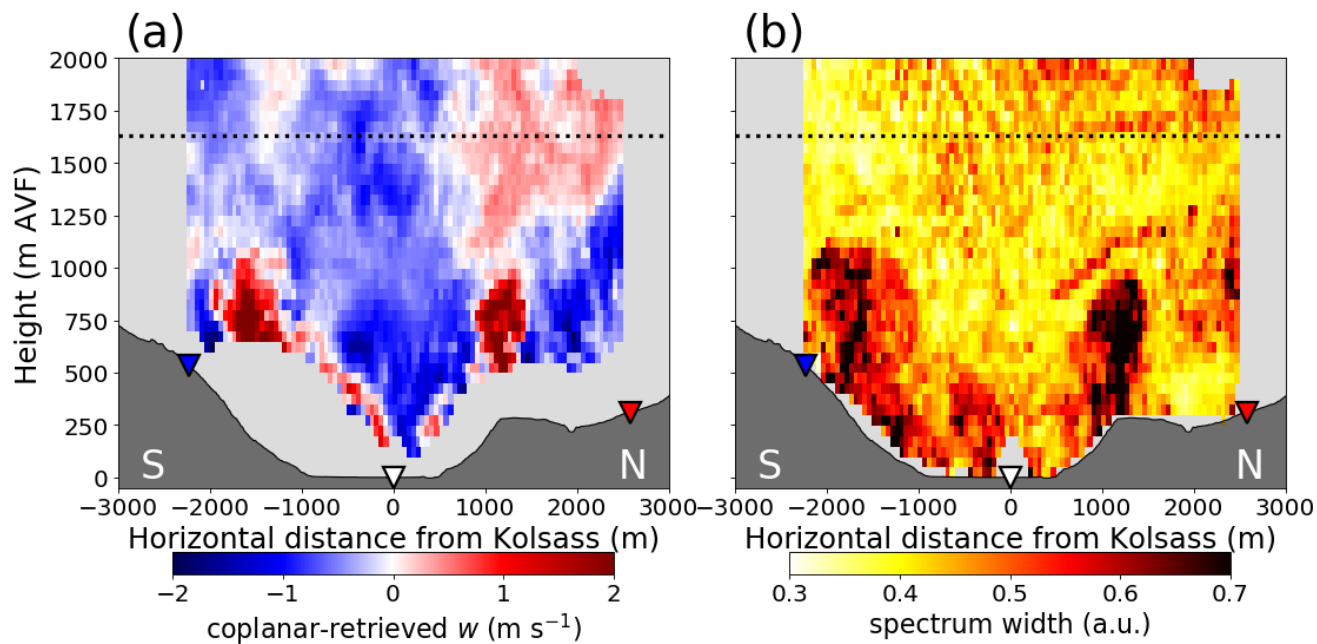 (a) (b)
2000
1750
1500
1250
1000
750
500
250
0
Height (m AVF)
S N S N
−3000 −2000 −1000 0 1000 2000 3000 −3000 −2000 −1000 0 1000 2000 3000
Horizontal distance from Kolsass (m) Horizontal distance from Kolsass (m)
−2 −1 0 1 2 0.3 0.4 0.5 0.6 0.7
coplanar-retrieved w (m s⁻¹) spectrum width (a.u.)